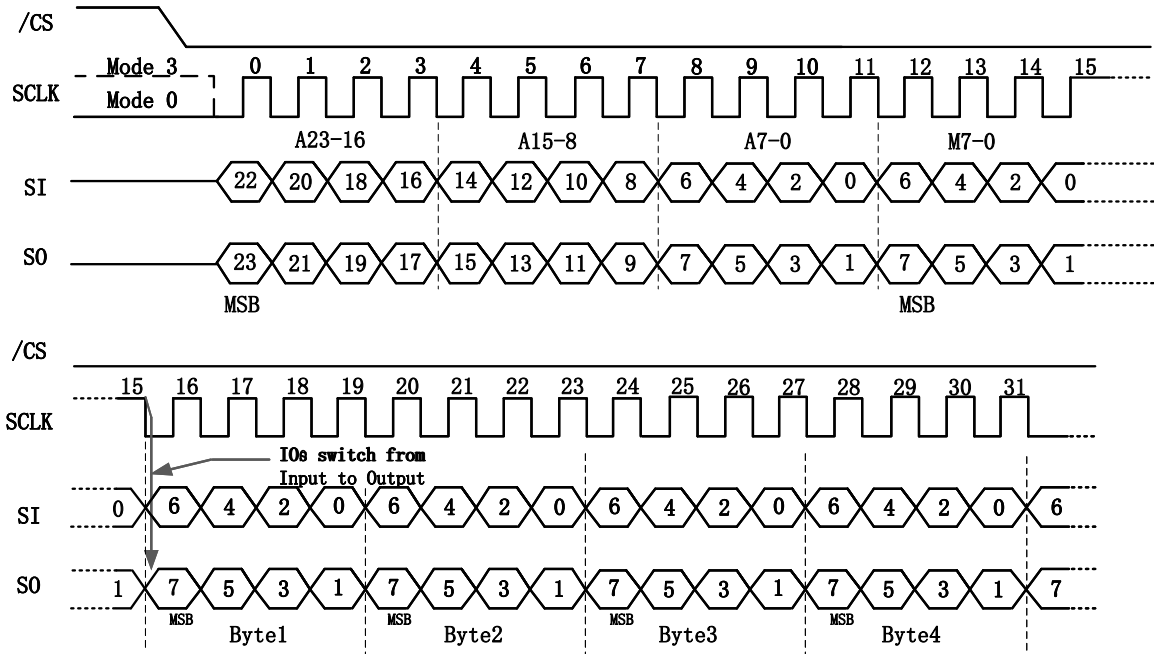 /CS
Mode 3
0 1 2 3 4 5 6 7 8 9 10 11 12 13 14 15
SCLK
Mode 0
A23-16 A15-8 A7-0 M7-0
SI 22 20 18 16 14 12 10 8 6 4 2 0 6 4 2 0
SO 23 21 19 17 15 13 11 9 7 5 3 1 7 5 3 1
MSB MSB
/CS
15 16 17 18 19 20 21 22 23 24 25 26 27 28 29 30 31
SCLK
IOs switch from
Input to Output
SI 0 6 4 2 0 6 4 2 0 6 4 2 0 6 4 2 0 6
SO 1 7 5 3 1 7 5 3 1 7 5 3 1 7 5 3 1 7
MSB MSB MSB MSB
Byte1 Byte2 Byte3 Byte4